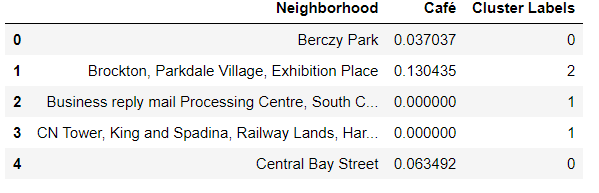 Neighborhood Café Cluster Labels
0 Berczy Park 0.037037 0
1 Brockton, Parkdale Village, Exhibition Place 0.130435 2
2 Business reply mail Processing Centre, South C... 0.000000 1
3 CN Tower, King and Spadina, Railway Lands, Har... 0.000000 1
4 Central Bay Street 0.063492 0